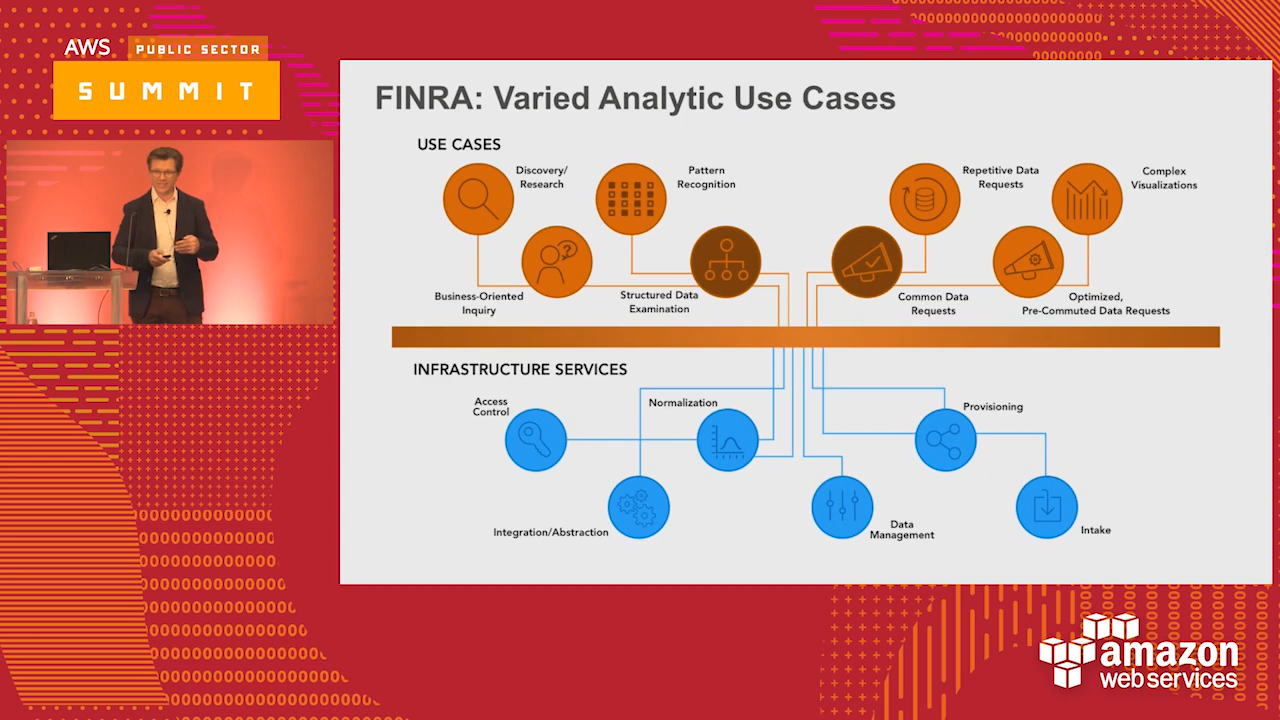 AWS PUBLIC SECTOR
SUMMIT
FINRA: Varied Analytic Use Cases
USE CASES
Discovery/
Research
Pattern
Recognition
Repetitive Data
Requests
Complex
Visualizations
Business-Oriented
Inquiry
Structured Data
Examination
Common Data
Requests
Optimized,
Pre-Commuted Data Requests
INFRASTRUCTURE SERVICES
Access
Control
Normalization
Provisioning
Integration/Abstraction
Data
Management
Intake
amazon
web services